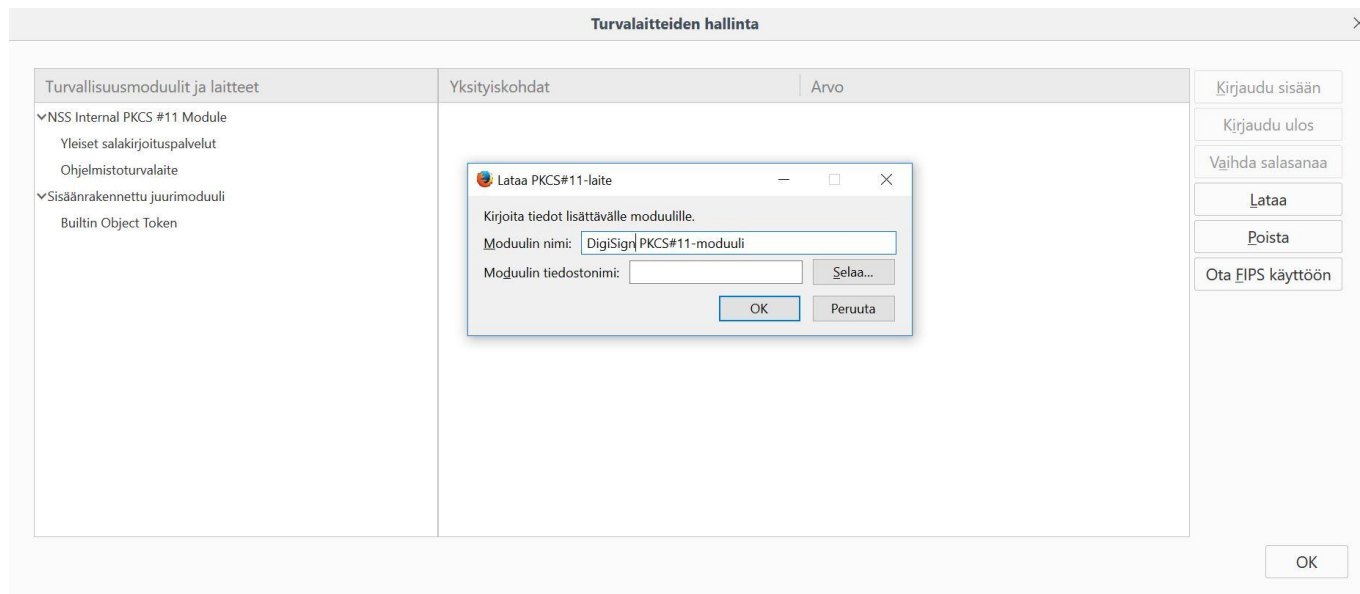 Turvalaitteiden hallinta
Turvallisuusmoduulit ja laitteet
Yksityiskohdat
Arvo
NSS Internal PKCS #11 Module
Yleiset salakirjoituspalvelut
Ohjelmistoturvalaite
Sisäänrakennettu juurimoduuli
Builtin Object Token
Lataa PKCS#11-laite
Kirjoita tiedot lisättävälle moduulille.
Moduulin nimi: DigiSign PKCS#11-moduuli
Moduulin tiedostonimi: Selaa...
OK Peruuta
Kirjaudu sisään
Kirjaudu ulos
Vaihda salasanaa
Lataa
Poista
Ota FIPS käyttöön
OK